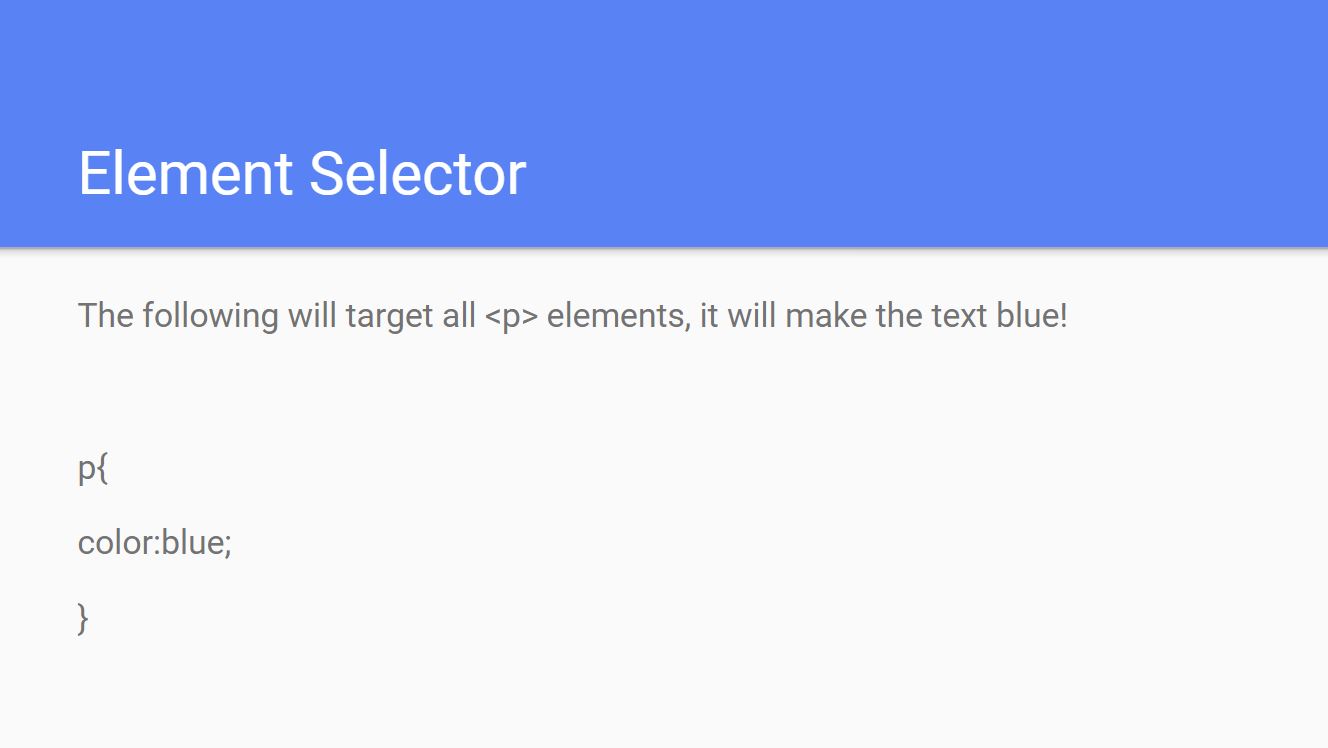 Element Selector
The following will target all <p> elements, it will make the text blue!
p{
color:blue;
}